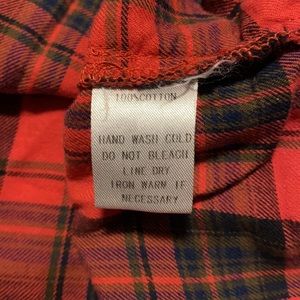 100%COTTON
HAND WASH COLD
DO NOT BLEACH
LINE DRY
IRON WARM IF
NECESSARY